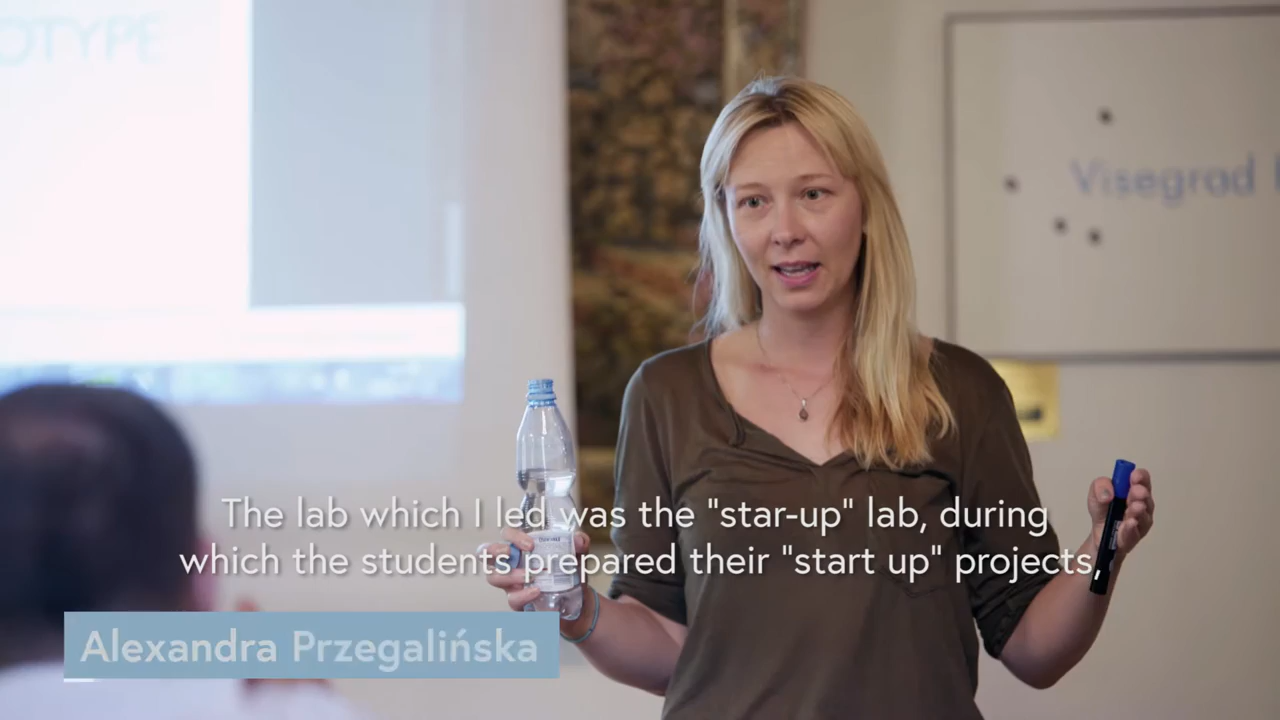 OTYPE
Visegrad
The lab which I led was the "star-up" lab, during
which the students prepared their "start up" projects,
Alexandra Przegalińska